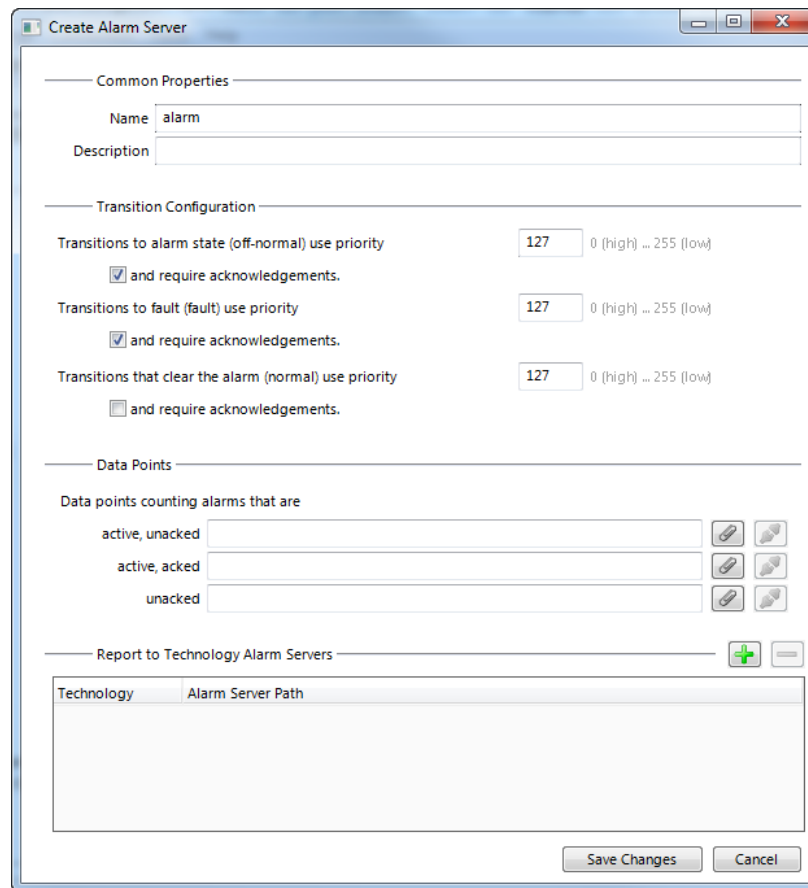 Create Alarm Server
Common Properties
Name alarm
Description
Transition Configuration
Transitions to alarm state (off-normal) use priority 127 0 (high) ... 255 (low)
and require acknowledgements.
Transitions to fault (fault) use priority 127 0 (high) ... 255 (low)
and require acknowledgements.
Transitions that clear the alarm (normal) use priority 127 0 (high) ... 255 (low)
and require acknowledgements.
Data Points
Data points counting alarms that are
active, unacked
active, acked
unacked
Report to Technology Alarm Servers
Technology Alarm Server Path
Save Changes Cancel